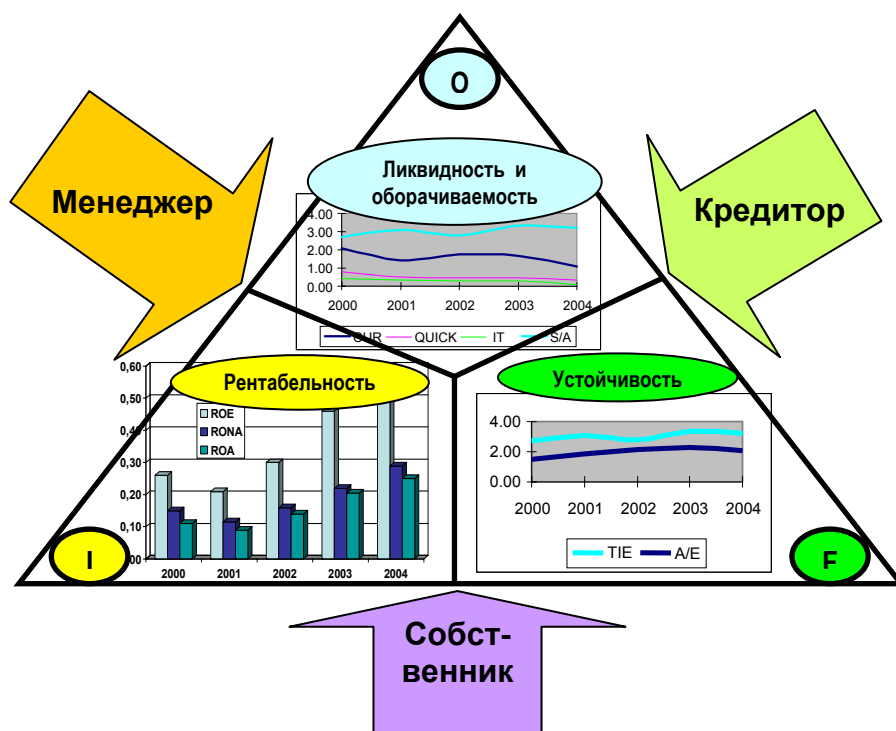 O
Ликвидность и
оборачиваемость
Менеджер
Кредитор
4.00
3.00
2.00
1.00
0.00
2000 2001 2002 2003 2004
QUICK IT S/A
Рентабельность
0,60
0,50
0,30
0,20
0,10
ROE
RONA
ROA
2000 2001 2002 2003 2004
I
Устойчивость
4.00
2.00
0.00
2000 2001 2002 2003 2004
TIE A/E
F
Собст-
венник